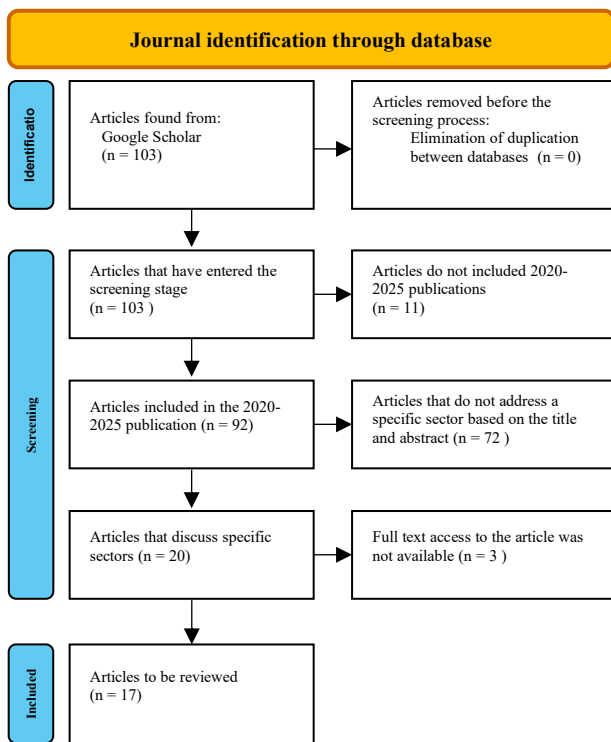 Journal identification through database
Identificatio
Articles found from:
Google Scholar
(n = 103)
Articles removed before the
screening process:
Elimination of duplication
between databases (n = 0)
Screening
Articles that have entered the
screening stage
(n = 103 )
Articles do not included 2020-
2025 publications
(n = 11)
Articles included in the 2020-
2025 publication (n = 92)
Articles that do not address a
specific sector based on the title
and abstract (n = 72 )
Articles that discuss specific
sectors (n = 20)
Full text access to the article was
not available (n = 3 )
Included
Articles to be reviewed
(n = 17)